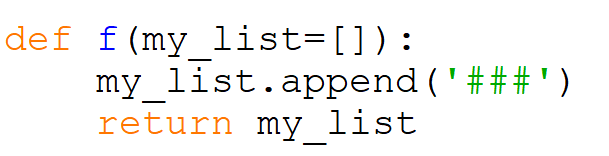 def f(my_list=[]):
    my_list.append('###')
    return my_list